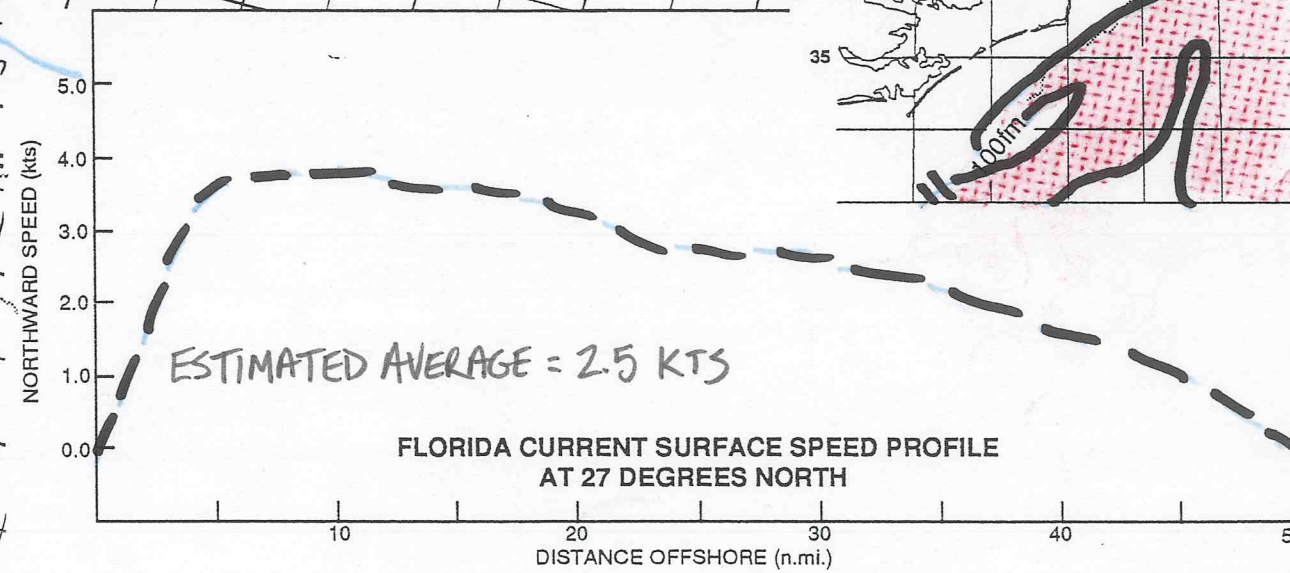 35
100fm
NORTHWARD SPEED (kts)
5.0
4.0
3.0
2.0
1.0
0.0
ESTIMATED AVERAGE = 2.5 KTS
FLORIDA CURRENT SURFACE SPEED PROFILE
AT 27 DEGREES NORTH
10
20
30
40
DISTANCE OFFSHORE (n.mi.)